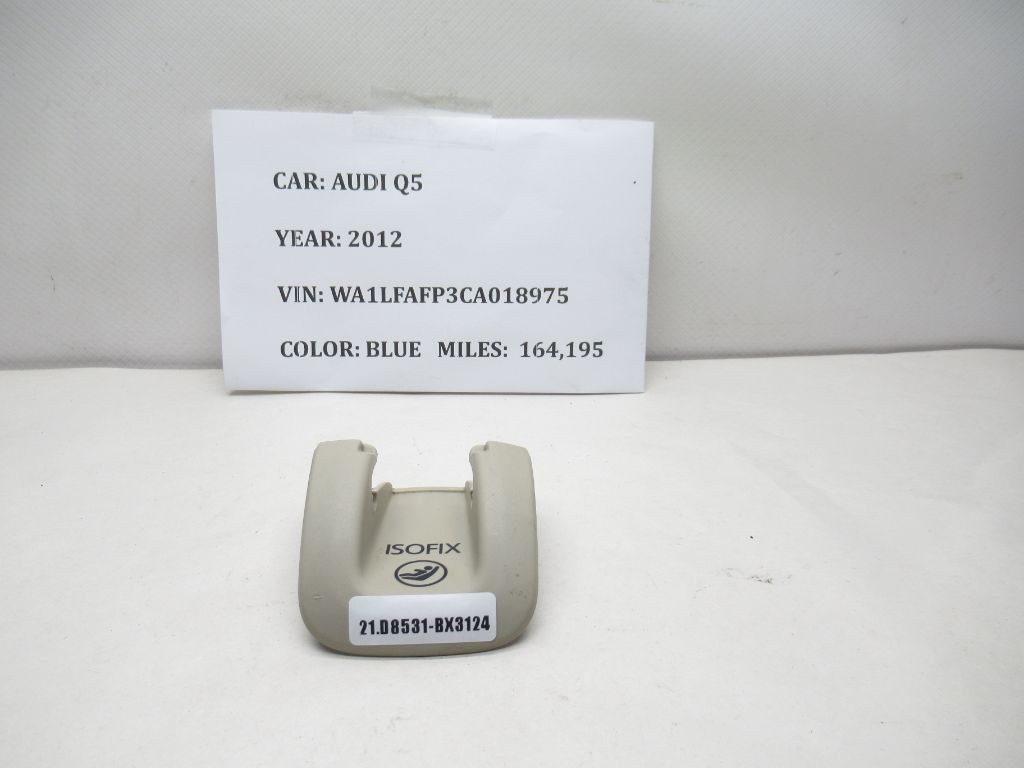 CAR: AUDI Q5
YEAR: 2012
VIN: WA1LFAFP3CA018975
COLOR: BLUE MILES: 164,195
ISOFIX
21.D8531-BX3124